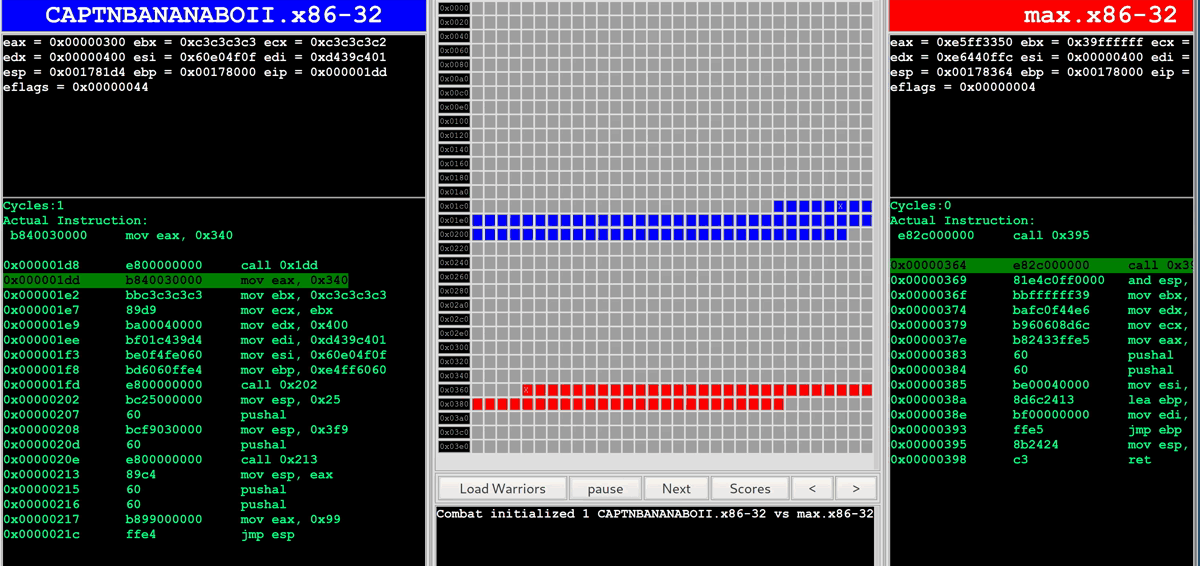 CAPTNBANANABOII.x86-32
eax = 0x00000300 ebx = 0xc3c3c3c3 ecx = 0xc3c3c3c2
edx = 0x00000400 esi = 0x60e04f0f edi = 0xd439c401
esp = 0x001781d4 ebp = 0x00178000 eip = 0x000001dd
eflags = 0x00000044
Cycles:1
Actual Instruction:
b840030000 mov eax, 0x340
0x000001d8 e800000000 call 0x1dd
0x000001dd b840030000 mov eax, 0x340
0x000001e2 bbc3c3c3c3 mov ebx, 0xc3c3c3c3
0x000001e7 89d9 mov ecx, ebx
0x000001e9 ba00040000 mov edx, 0x400
0x000001ee bf01c439d4 mov edi, 0xd439c401
0x000001f3 be0f4fe060 mov esi, 0x60e04f0f
0x000001f8 bd6060ffe4 mov ebp, 0xe4ff6060
0x000001fd e800000000 call 0x202
0x00000202 bc25000000 mov esp, 0x25
0x00000207 60 pushal
0x00000208 bcf9030000 mov esp, 0x3f9
0x0000020d 60 pushal
0x0000020e e800000000 call 0x213
0x00000213 89c4 mov esp, eax
0x00000215 60 pushal
0x00000216 60 pushal
0x00000217 b899000000 mov eax, 0x99
0x0000021c ffe4 jmp esp
0x0000
0x0020
0x0040
0x0060
0x0080
0x00a0
0x00c0
0x00e0
0x0100
0x0120
0x0140
0x0160
0x0180
0x01a0
0x01c0 X
0x01e0
0x0200
0x0220
0x0240
0x0260
0x0280
0x02a0
0x02c0
0x02e0
0x0300
0x0320
0x0340
0x0360 X
0x0380
0x03a0
0x03c0
0x03e0
Load Warriors pause Next Scores < >
Combat initialized 1 CAPTNBANANABOII.x86-32 vs max.x86-32
max.x86-32
eax = 0xe5ff3350 ebx = 0x39ffffff ecx =
edx = 0xe6440ffc esi = 0x00000400 edi =
esp = 0x00178364 ebp = 0x00178000 eip =
eflags = 0x00000004
Cycles:0
Actual Instruction:
e82c000000 call 0x395
0x00000364 e82c000000 call 0x39
0x00000369 81e4c0ff0000 and esp,
0x0000036f bbffffff39 mov ebx,
0x00000374 bafc0f44e6 mov edx,
0x00000379 b960608d6c mov ecx,
0x0000037e b82433ffe5 mov eax,
0x00000383 60 pushal
0x00000384 60 pushal
0x00000385 be00040000 mov esi,
0x0000038a 8d6c2413 lea ebp,
0x0000038e bf00000000 mov edi,
0x00000393 ffe5 jmp ebp
0x00000395 8b2424 mov esp,
0x00000398 c3 ret